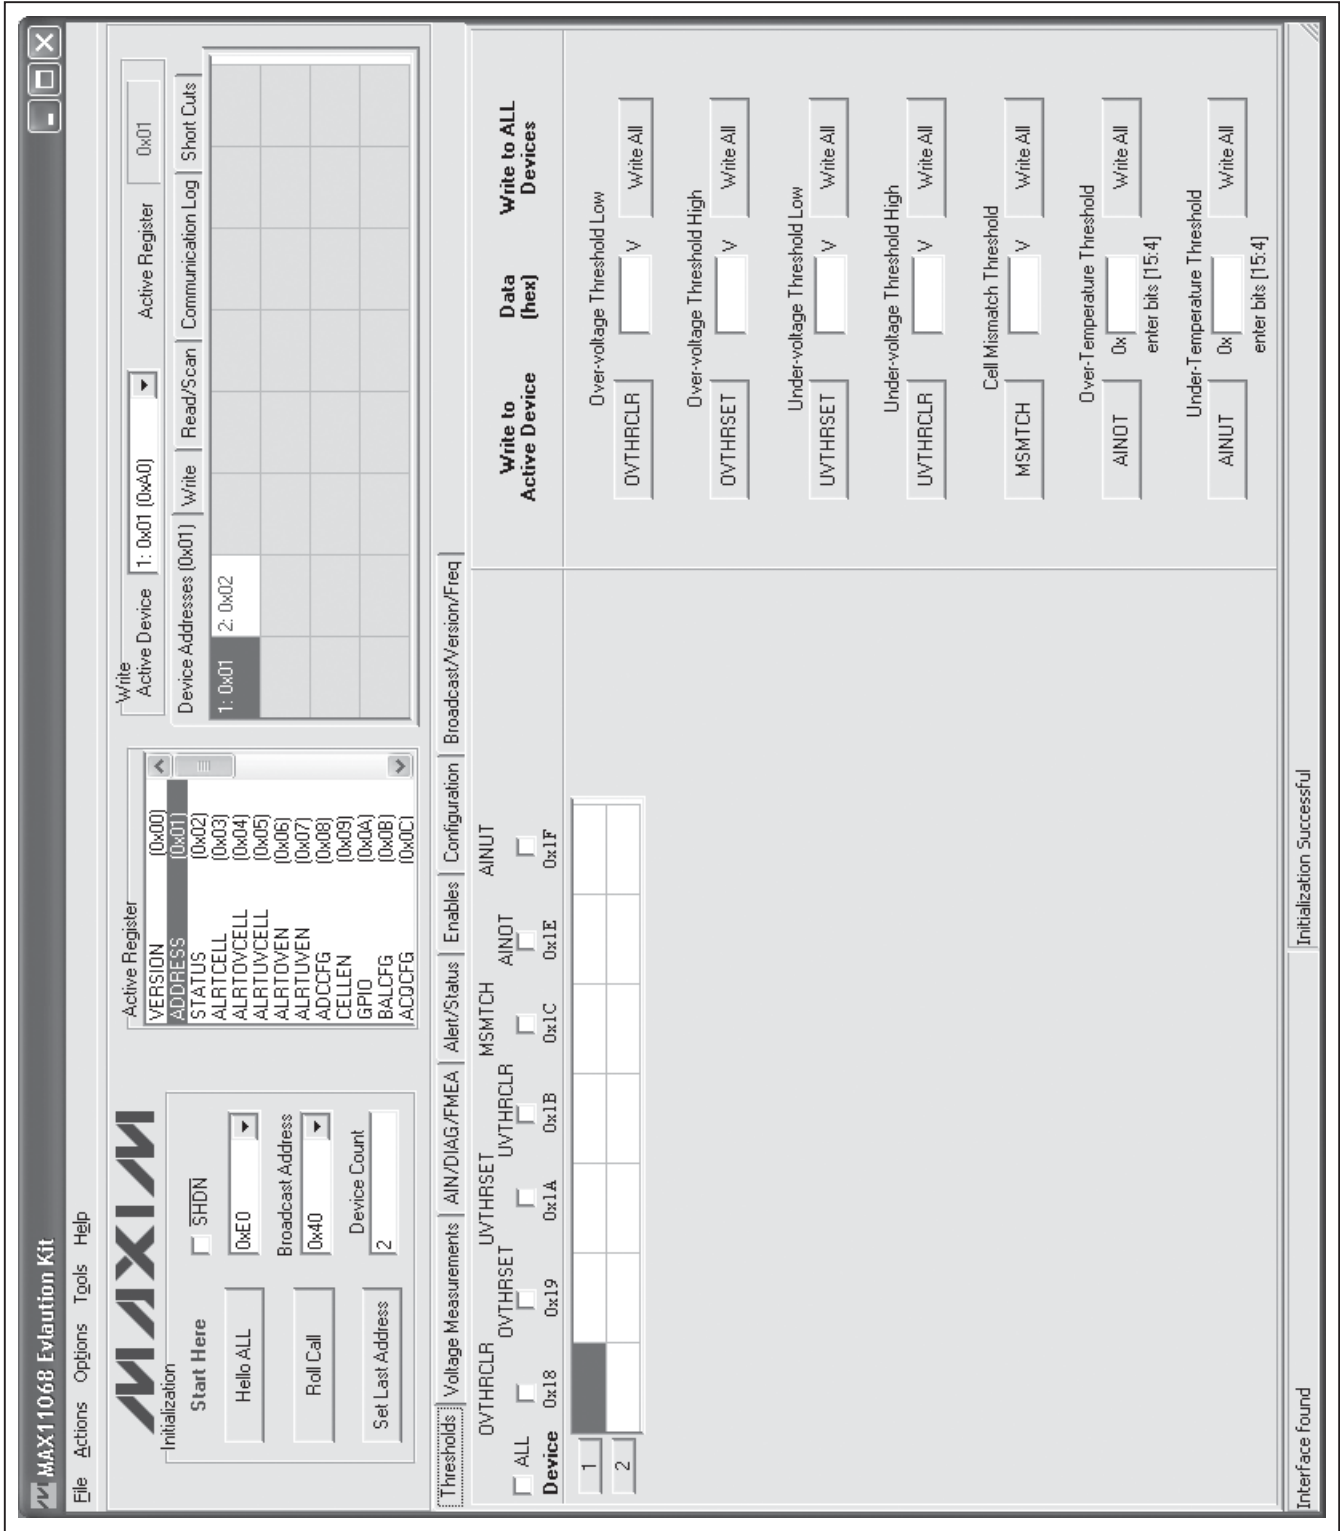 MAX11068 Evlaution Kit
File Actions Options Tools Help
MAXIM
Initialization
Start Here
SHDN
Hello ALL
0xE0
Broadcast Address
Roll Call
0x40
Device Count
Set Last Address
2
Active Register
VERSION (0x00)
ADDRESS (0x01)
STATUS (0x02)
ALRTCELL (0x03)
ALRTOVCELL (0x04)
ALRTUVCELL (0x05)
ALRTOVEN (0x06)
ALRTUVEN (0x07)
ADCCFG (0x08)
CELLEN (0x09)
GPIO (0x0A)
BALCFG (0x0B)
ACQCFG (0x0C)
Write
Active Device 1: 0x01 (0xA0) Active Register 0x01
Device Addresses (0x01) Write Read/Scan Communication Log Short Cuts
1: 0x01 2: 0x02
Thresholds Voltage Measurements AIN/DIAG/FMEA Alert/Status Enables Configuration Broadcast/Version/Freq
OVTHRCLR OVTHRSET UVTHRSET UVTHRCLR MSMTCH AINOT AINUT
ALL
Device 0x18 0x19 0x1A 0x1B 0x1C 0x1E 0x1F
1
2
Write to Active Device
Data (hex)
Write to ALL Devices
Over-voltage Threshold Low
OVTHRCLR V Write All
Over-voltage Threshold High
OVTHRSET V Write All
Under-voltage Threshold Low
UVTHRSET V Write All
Under-voltage Threshold High
UVTHRCLR V Write All
Cell Mismatch Threshold
MSMTCH V Write All
Over-Temperature Threshold
AINOT 0x Write All
enter bits [15:4]
Under-Temperature Threshold
AINUT 0x Write All
enter bits [15:4]
Interface Found Initialization Successful